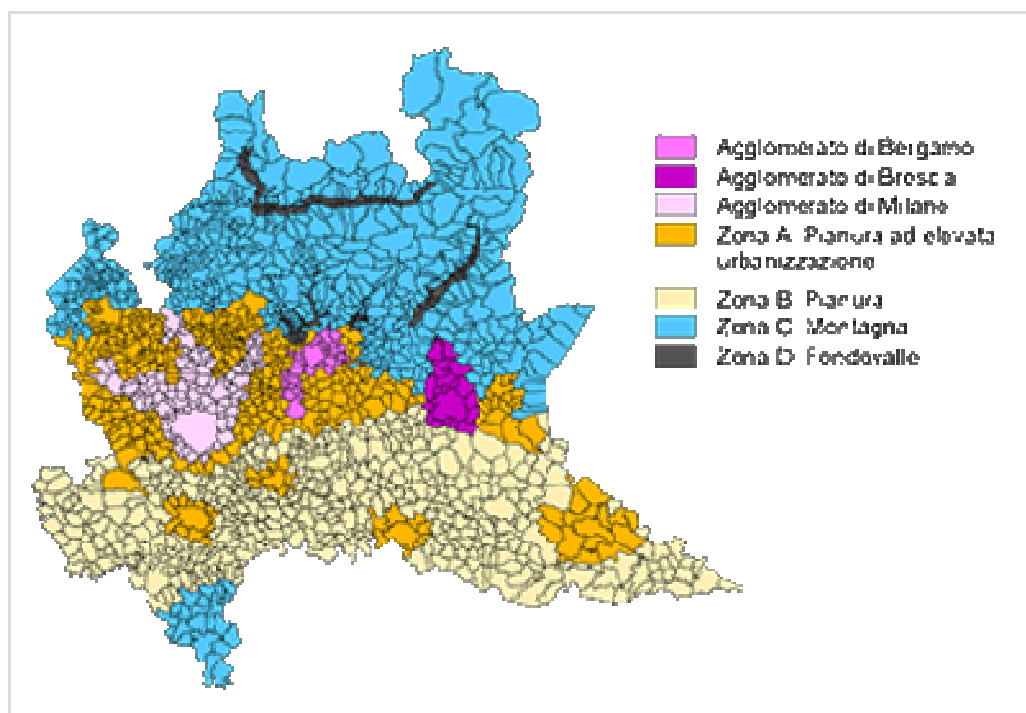 Agglomerato di Bergamo
Agglomerato di Brescia
Agglomerato di Milano
Zona A Pianura ad elevata
urbanizzazione
Zona B Pianura
Zona C Montagna
Zona D Fondovalle